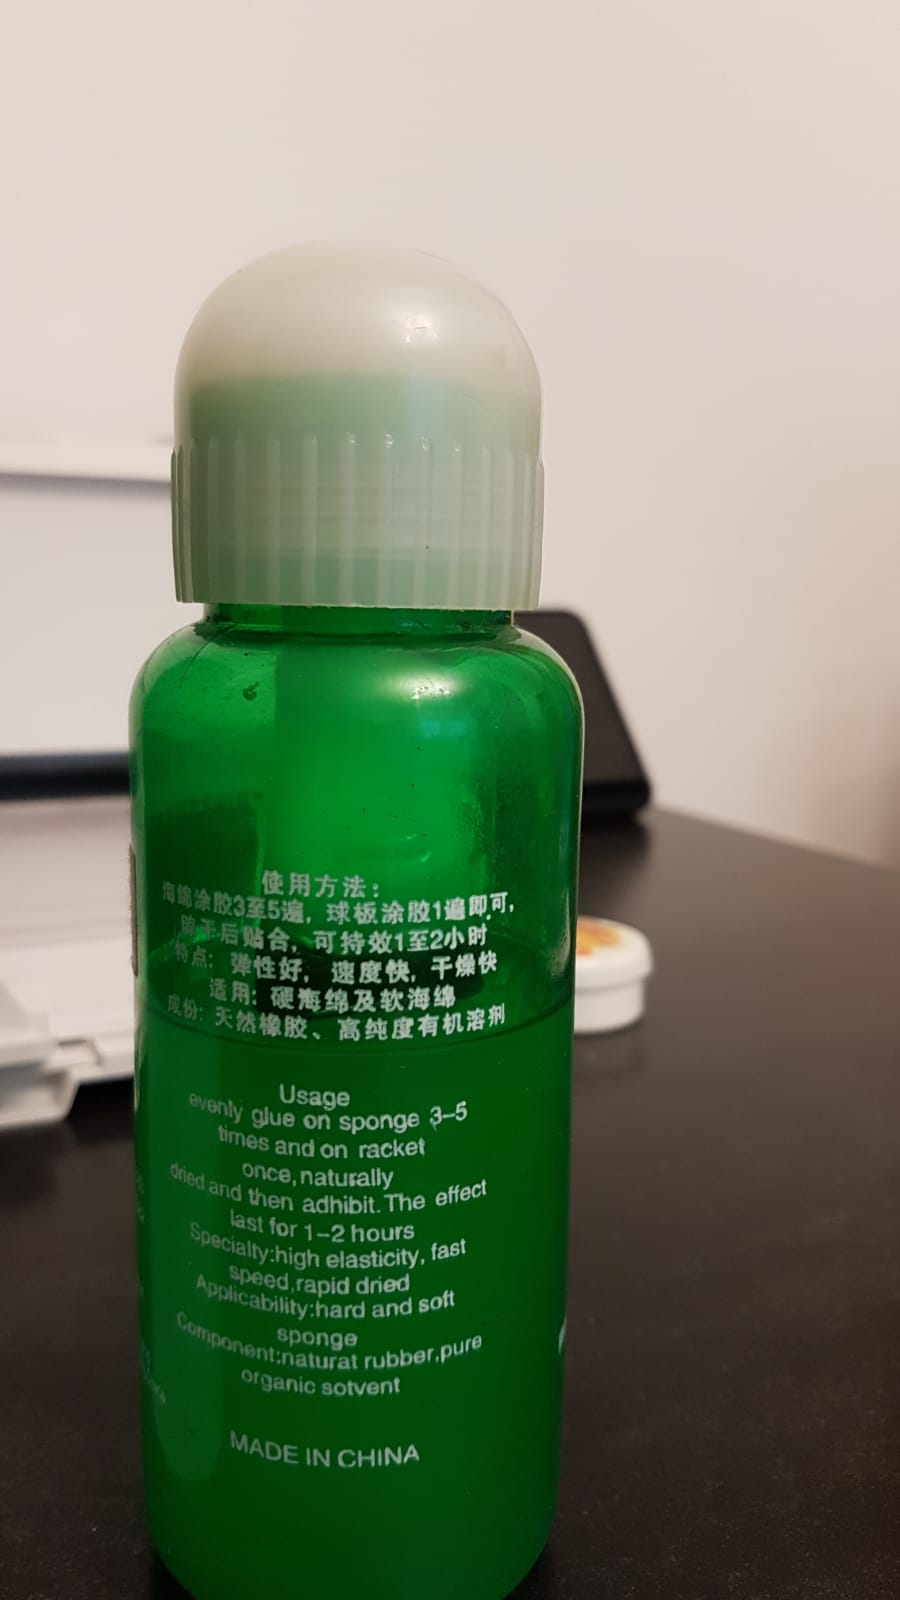 使用方法：
海绵涂胶3至5遍，球板涂胶1遍即可，
晾干后贴合，可持效1至2小时
特点：弹性好，速度快，干燥快
适用：硬海绵及软海绵
成份：天然橡胶、高纯度有机溶剂
Usage
evenly glue on sponge 3-5
times and on racket
once,naturally
dried and then adhibit.The effect
last for 1-2 hours
Specialty:high elasticity, fast
speed,rapid dried
Applicability:hard and soft
sponge
Component:naturat rubber,pure
organic sotvent
MADE IN CHINA